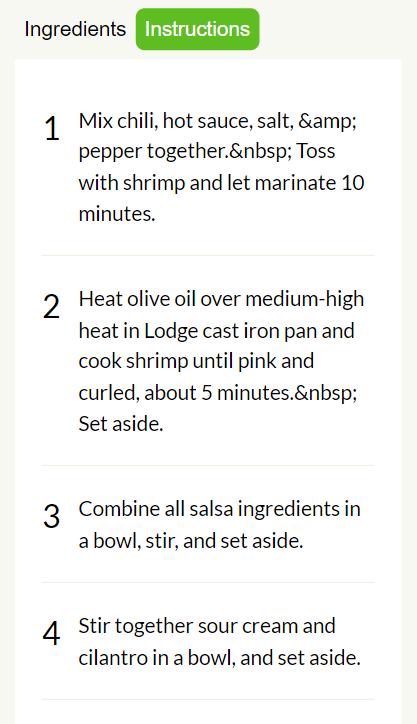 Ingredients Instructions
1 Mix chili, hot sauce, salt, &amp;
pepper together.&nbsp; Toss
with shrimp and let marinate 10
minutes.
2 Heat olive oil over medium-high
heat in Lodge cast iron pan and
cook shrimp until pink and
curled, about 5 minutes.&nbsp;
Set aside.
3 Combine all salsa ingredients in
a bowl, stir, and set aside.
4 Stir together sour cream and
cilantro in a bowl, and set aside.